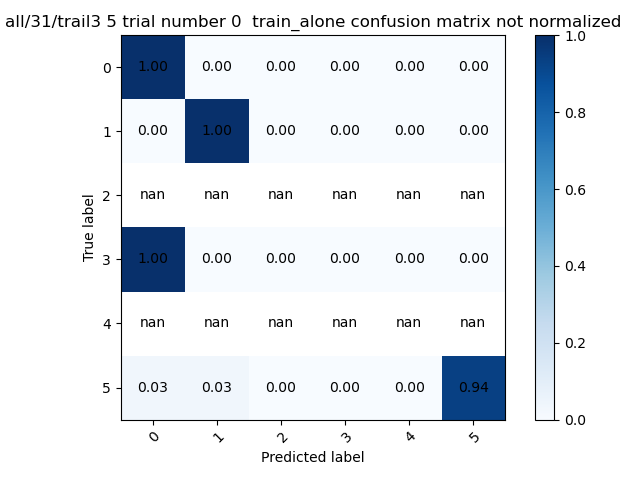 all/31/trail3 5 trial number 0  train_alone confusion matrix not normalized
True label
0 1.00 0.00 0.00 0.00 0.00 0.00
1 0.00 1.00 0.00 0.00 0.00 0.00
2 nan nan nan nan nan nan
3 1.00 0.00 0.00 0.00 0.00 0.00
4 nan nan nan nan nan nan
5 0.03 0.03 0.00 0.00 0.00 0.94
0 1 2 3 4 5
Predicted label
1.0
0.8
0.6
0.4
0.2
0.0